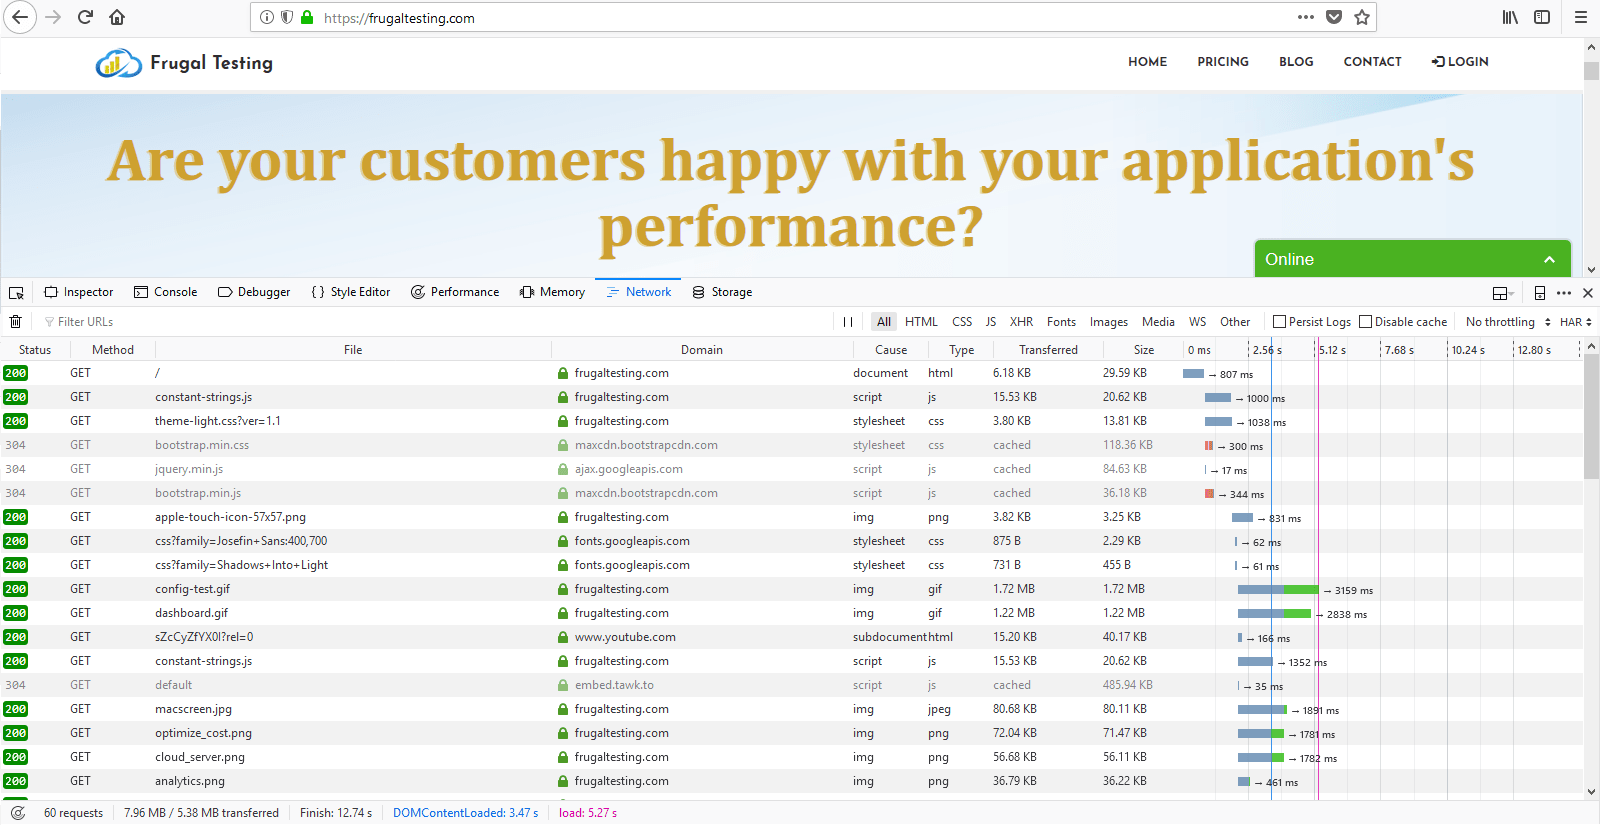 https://frugaltesting.com
Frugal Testing HOME PRICING BLOG CONTACT LOGIN
Are your customers happy with your application's
performance?
Online
Inspector Console Debugger Style Editor Performance Memory Network Storage
Filter URLs All HTML CSS JS XHR Fonts Images Media WS Other Persist Logs Disable cache No throttling HAR
Status Method File Domain Cause Type Transferred Size 0 ms 2.56 s 5.12 s 7.68 s 10.24 s 12.80 s
200 GET / frugaltesting.com document html 6.18 KB 29.59 KB → 807 ms
200 GET constant-strings.js frugaltesting.com script js 15.53 KB 20.62 KB → 1000 ms
200 GET theme-light.css?ver=1.1 frugaltesting.com stylesheet css 3.80 KB 13.81 KB → 1038 ms
304 GET bootstrap.min.css maxcdn.bootstrapcdn.com stylesheet css cached 118.36 KB → 300 ms
304 GET jquery.min.js ajax.googleapis.com script js cached 84.63 KB → 17 ms
304 GET bootstrap.min.js maxcdn.bootstrapcdn.com script js cached 36.18 KB → 344 ms
200 GET apple-touch-icon-57x57.png frugaltesting.com img png 3.82 KB 3.25 KB → 831 ms
200 GET css?family=Josefin+Sans:400,700 fonts.googleapis.com stylesheet css 875 B 2.29 KB → 62 ms
200 GET css?family=Shadows+Into+Light fonts.googleapis.com stylesheet css 731 B 455 B → 61 ms
200 GET config-test.gif frugaltesting.com img gif 1.72 MB 1.72 MB → 3159 ms
200 GET dashboard.gif frugaltesting.com img gif 1.22 MB 1.22 MB → 2838 ms
200 GET sZcCyZfYX0I?rel=0 www.youtube.com subdocument html 15.20 KB 40.17 KB → 166 ms
200 GET constant-strings.js frugaltesting.com script js 15.53 KB 20.62 KB → 1352 ms
304 GET default embed.tawk.to script js cached 485.94 KB → 35 ms
200 GET macscreen.jpg frugaltesting.com img jpeg 80.68 KB 80.11 KB → 1891 ms
200 GET optimize_cost.png frugaltesting.com img png 72.04 KB 71.47 KB → 1781 ms
200 GET cloud_server.png frugaltesting.com img png 56.68 KB 56.11 KB → 1782 ms
200 GET analytics.png frugaltesting.com img png 36.79 KB 36.22 KB → 461 ms
60 requests 7.96 MB / 5.38 MB transferred Finish: 12.74 s DOMContentLoaded: 3.47 s load: 5.27 s